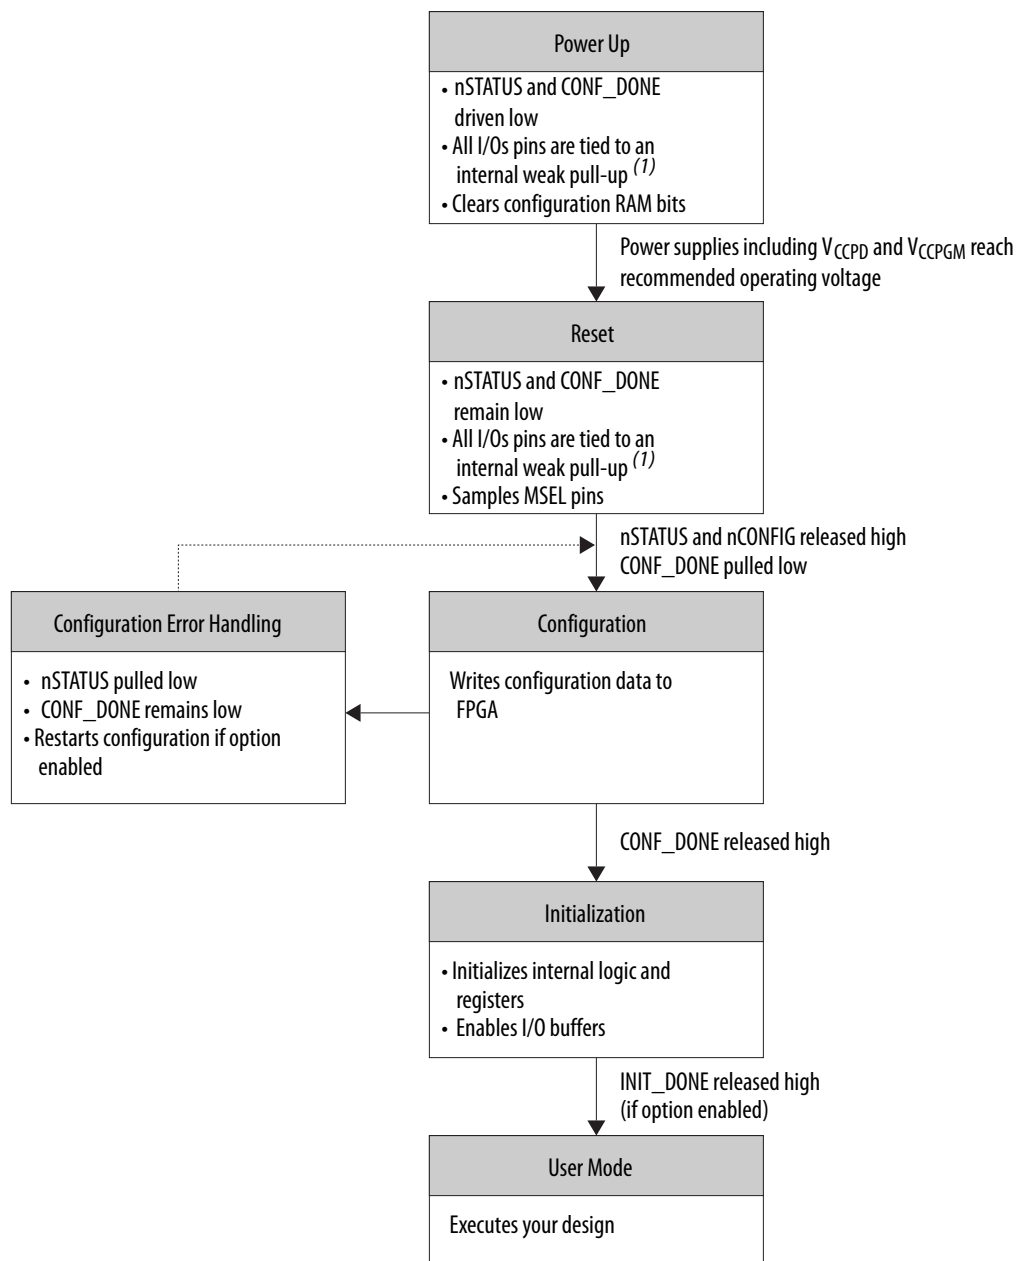 Power Up
• nSTATUS and CONF_DONE
driven low
• All I/Os pins are tied to an
internal weak pull-up (1)
• Clears configuration RAM bits
Power supplies including VCCPD and VCCPGM reach
recommended operating voltage
Reset
• nSTATUS and CONF_DONE
remain low
• All I/Os pins are tied to an
internal weak pull-up (1)
• Samples MSEL pins
nSTATUS and nCONFIG released high
CONF_DONE pulled low
Configuration Error Handling
• nSTATUS pulled low
• CONF_DONE remains low
• Restarts configuration if option
enabled
Configuration
Writes configuration data to
FPGA
CONF_DONE released high
Initialization
• Initializes internal logic and
registers
• Enables I/O buffers
INIT_DONE released high
(if option enabled)
User Mode
Executes your design